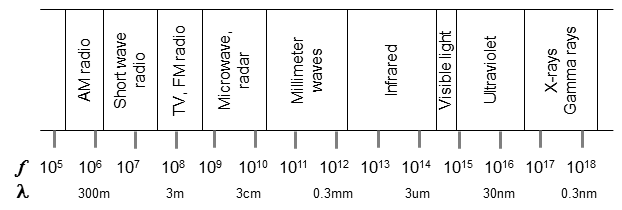 AM radio
Short wave
radio
TV, FM radio
Microwave,
radar
Millimeter
waves
Infrared
Visible light
Ultraviolet
X-rays
Gamma rays
f 10⁵ 10⁶ 10⁷ 10⁸ 10⁹ 10¹⁰ 10¹¹ 10¹² 10¹³ 10¹⁴ 10¹⁵ 10¹⁶ 10¹⁷ 10¹⁸
λ 300m 3m 3cm 0.3mm 3um 30nm 0.3nm